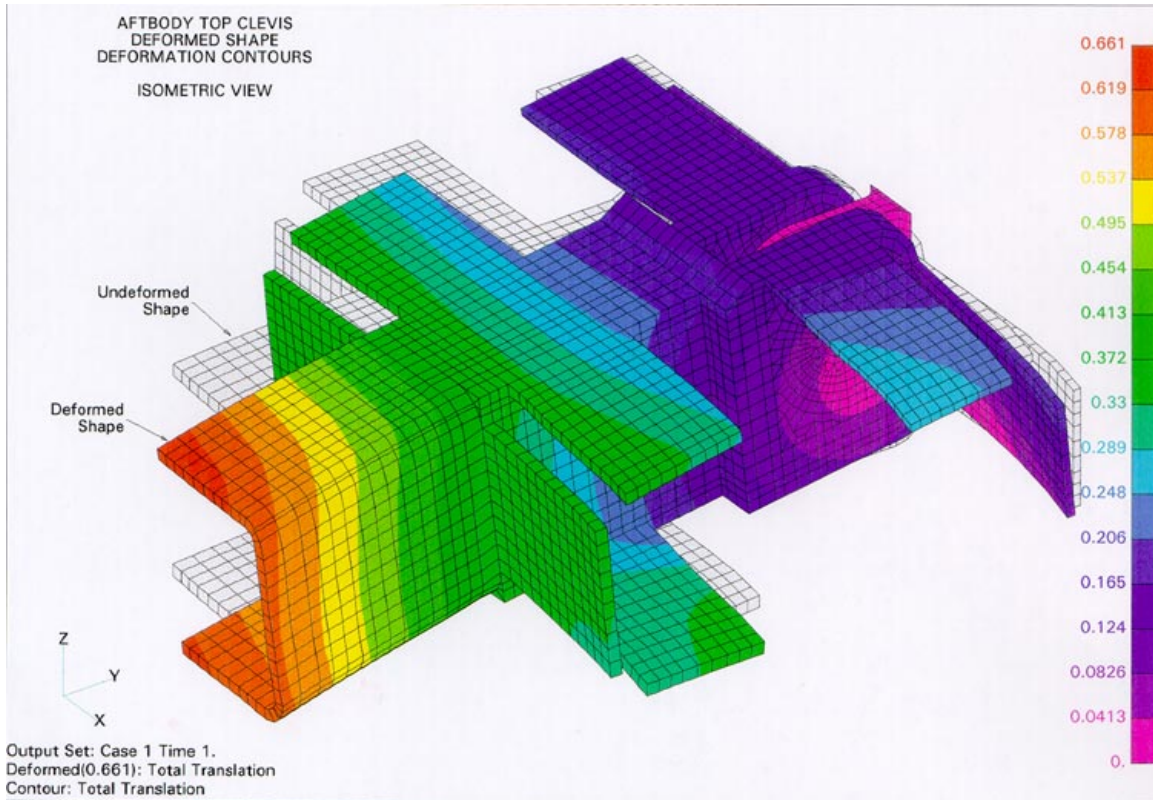 AFTBODY TOP CLEVIS
DEFORMED SHAPE
DEFORMATION CONTOURS
ISOMETRIC VIEW
Undeformed
Shape
Deformed
Shape
0.661
0.619
0.578
0.537
0.495
0.454
0.413
0.372
0.33
0.289
0.248
0.206
0.165
0.124
0.0826
0.0413
0.
Z
Y
X
Output Set: Case 1 Time 1.
Deformed(0.661): Total Translation
Contour: Total Translation